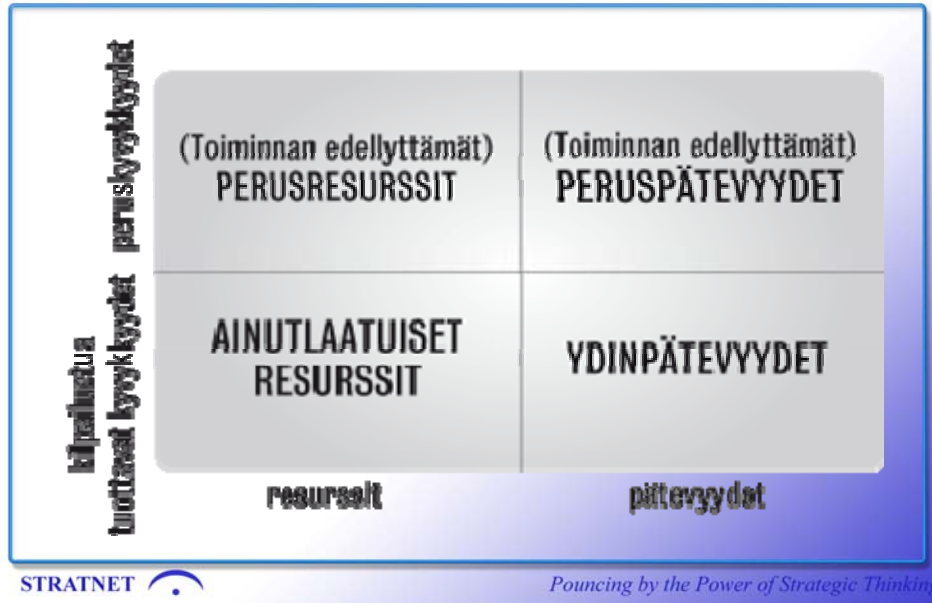 peruskyvykkyydet
(Toiminnan edellyttämät)
PERUSRESURSSIT
(Toiminnan edellyttämät)
PERUSPÄTEVYYDET
kilpailuetua
tuottavat kyvykkyydet
AINUTLAATUISET
RESURSSIT
YDINPÄTEVYYDET
resurssit
pätevyydet
STRATNET
Pouncing by the Power of Strategic Thinking